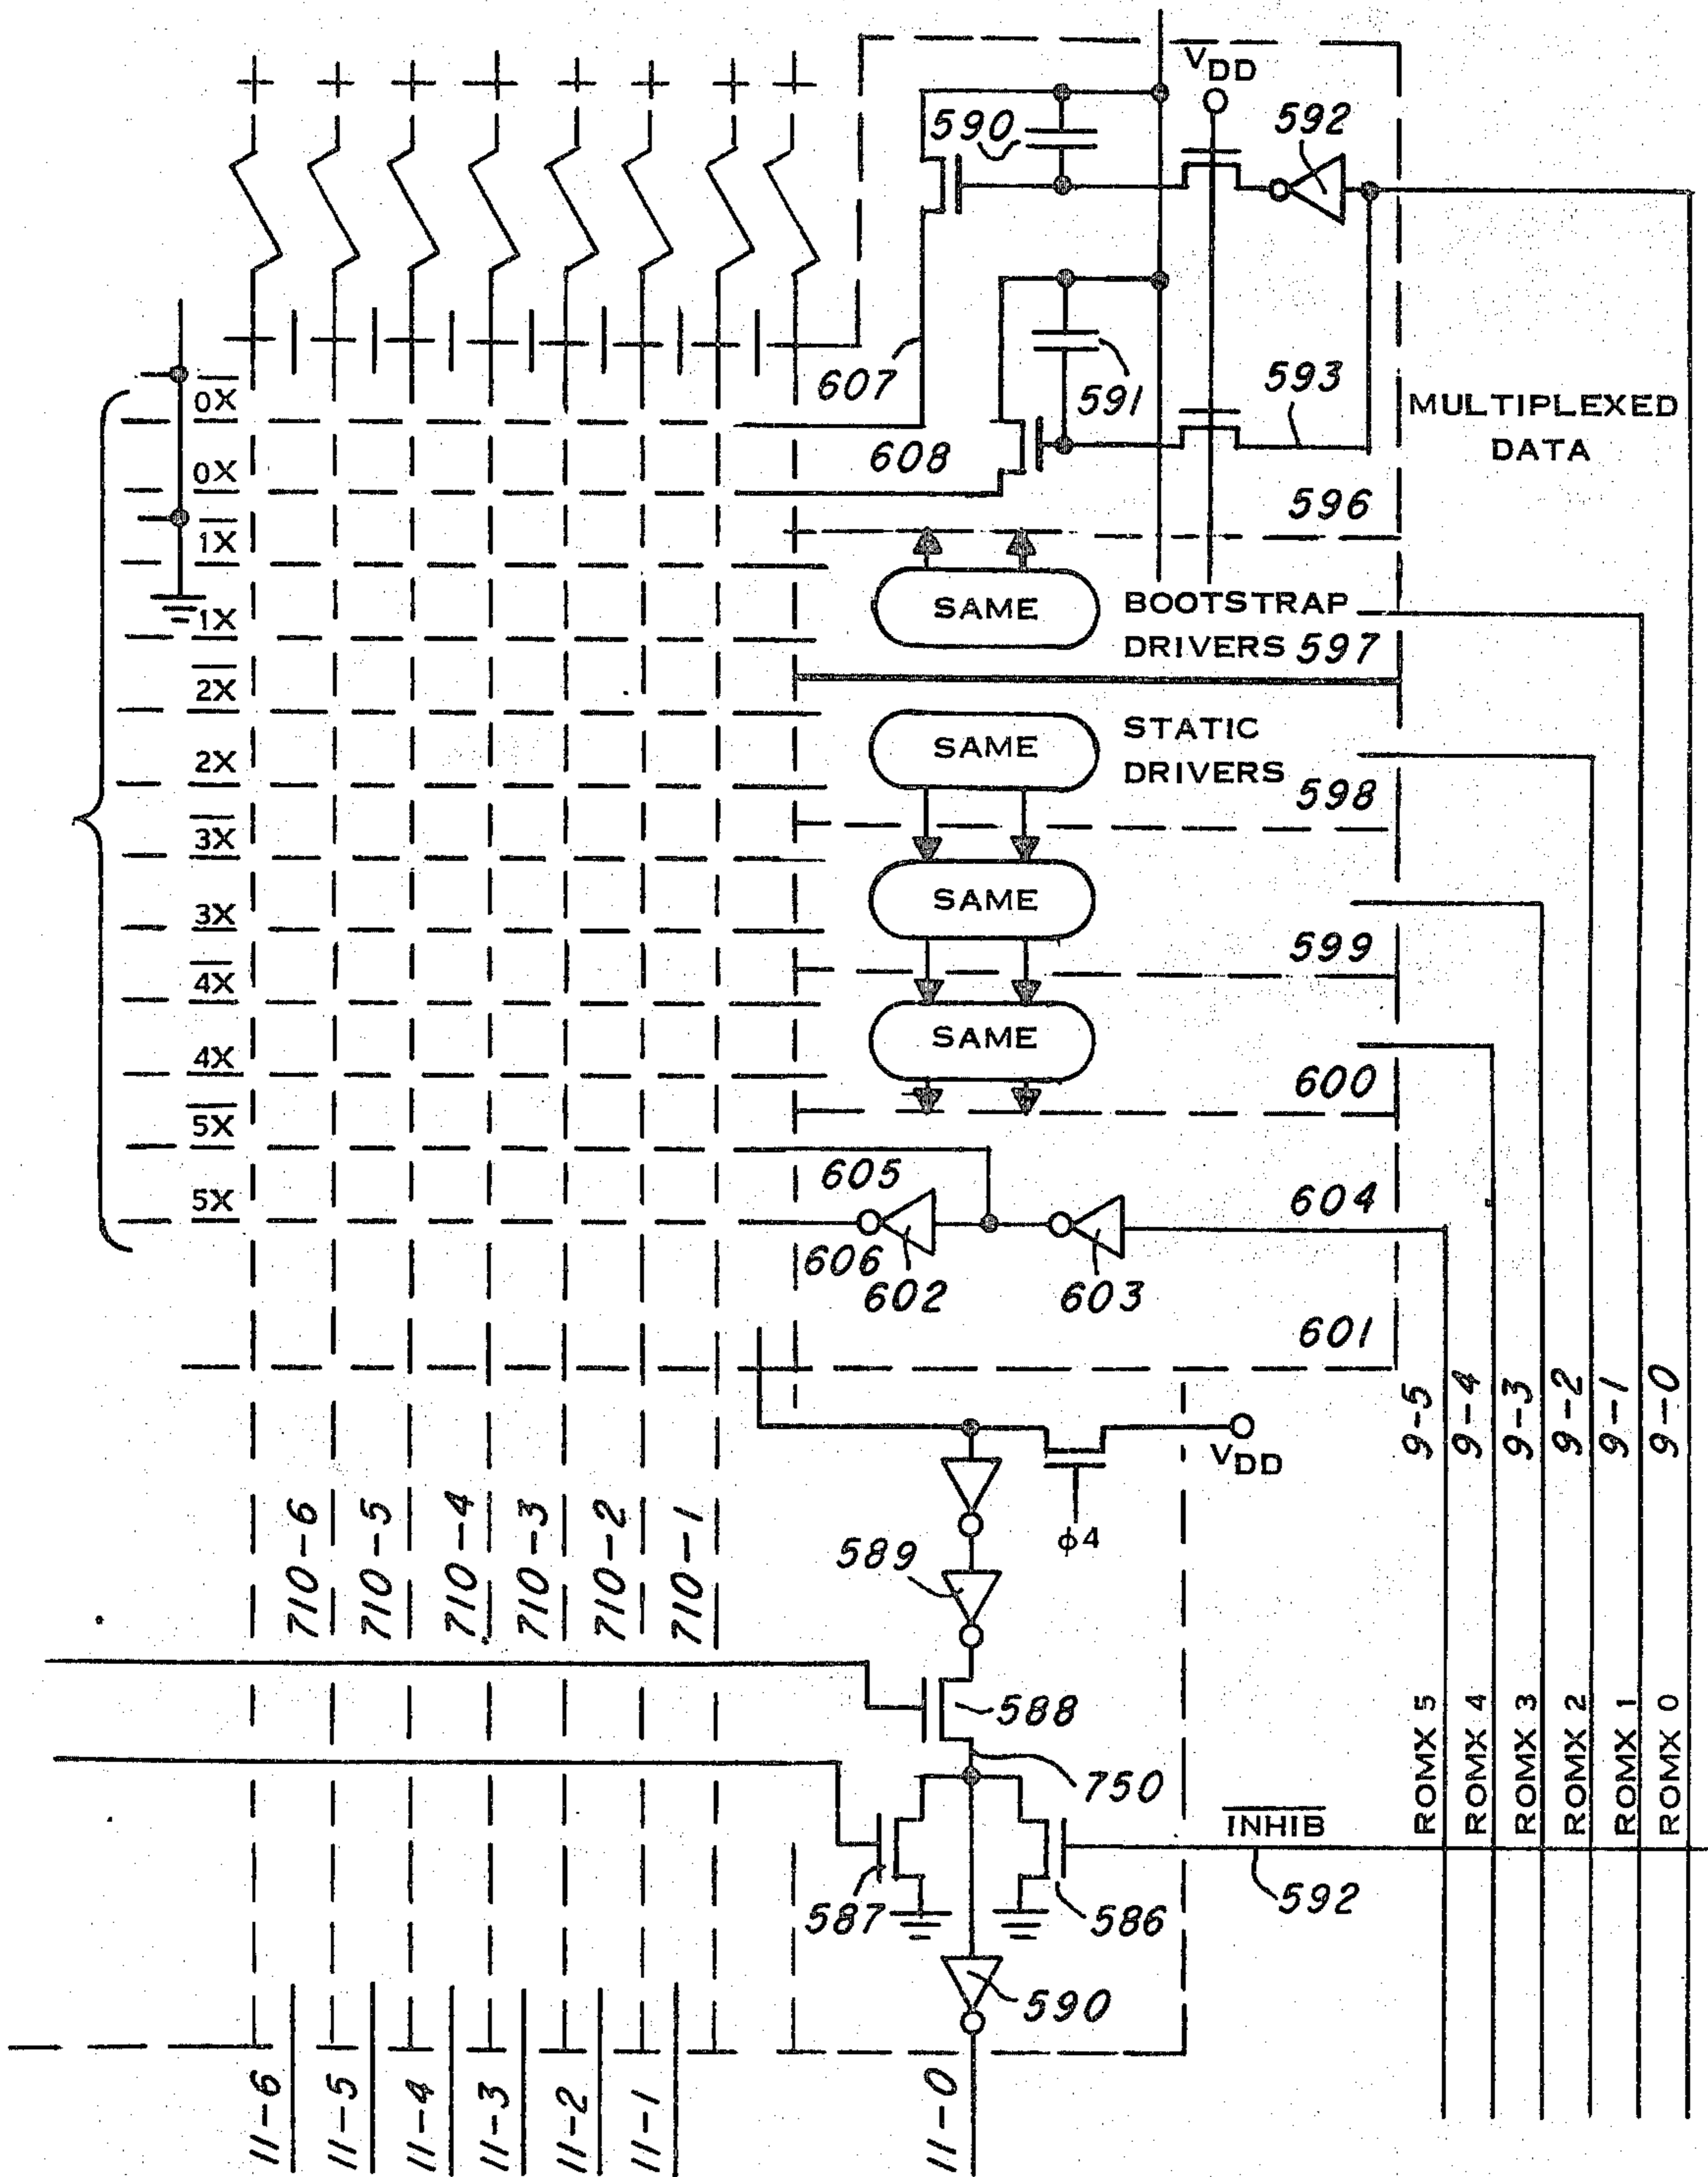 VDD
590
592
0X̅
607
591
593
MULTIPLEXED
DATA
608
0X
596
1X̅
SAME
BOOTSTRAP
DRIVERS 597
1X
2X̅
SAME
STATIC
DRIVERS
2X
598
3X̅
SAME
3X
599
4X̅
SAME
4X
600
5X̅
605
604
5X
606
602
603
601
9-5
9-4
9-3
9-2
9-1
9-0
VDD
ϕ4
710-6
710-5
710-4
710-3
710-2
710-1
589
588
750
ROMX 5
ROMX 4
ROMX 3
ROMX 2
ROMX 1
ROMX 0
I̅N̅H̅I̅B̅
592
587
586
590
11-6
11-5
11-4
11-3
11-2
11-1
11-0